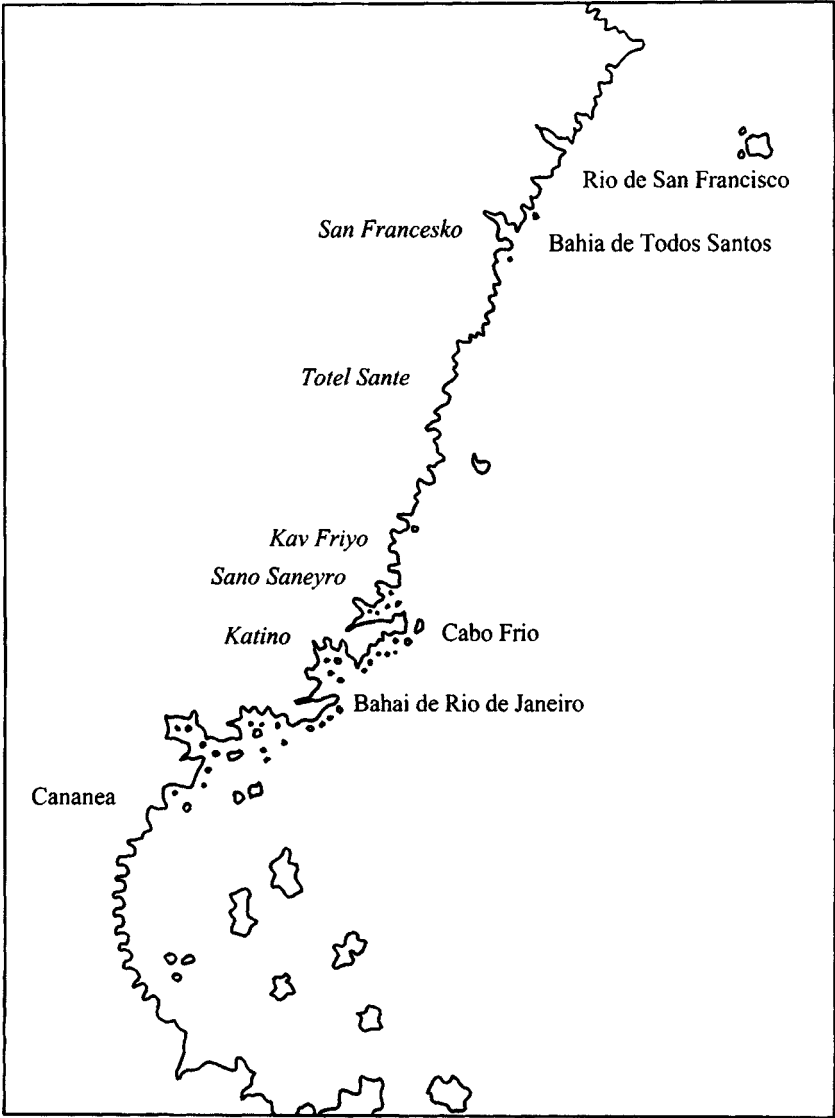 Rio de San Francisco
San Francesko
Bahia de Todos Santos
Totel Sante
Kav Friyo
Sano Saneyro
Katino
Cabo Frio
Bahai de Rio de Janeiro
Cananea